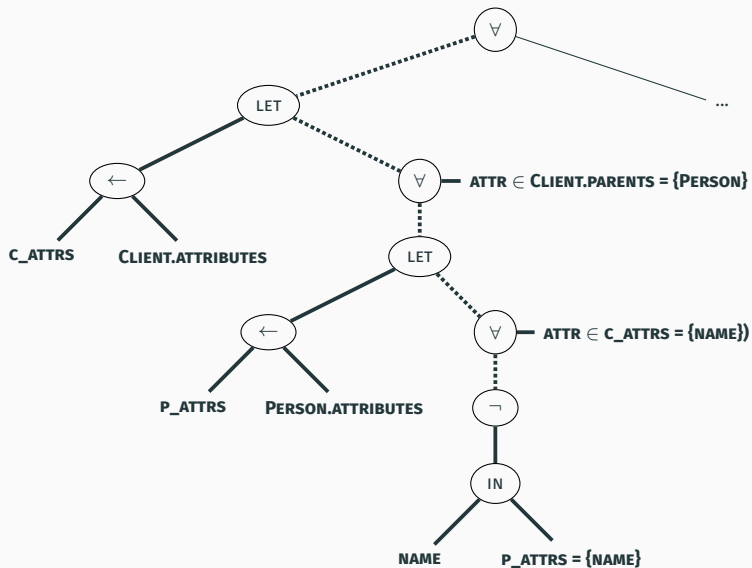 ∀
LET
...
←
∀
ATTR ∈ CLIENT.PARENTS = {PERSON}
C_ATTRS
CLIENT.ATTRIBUTES
LET
←
∀
ATTR ∈ C_ATTRS = {NAME})
P_ATTRS
PERSON.ATTRIBUTES
¬
IN
NAME
P_ATTRS = {NAME}